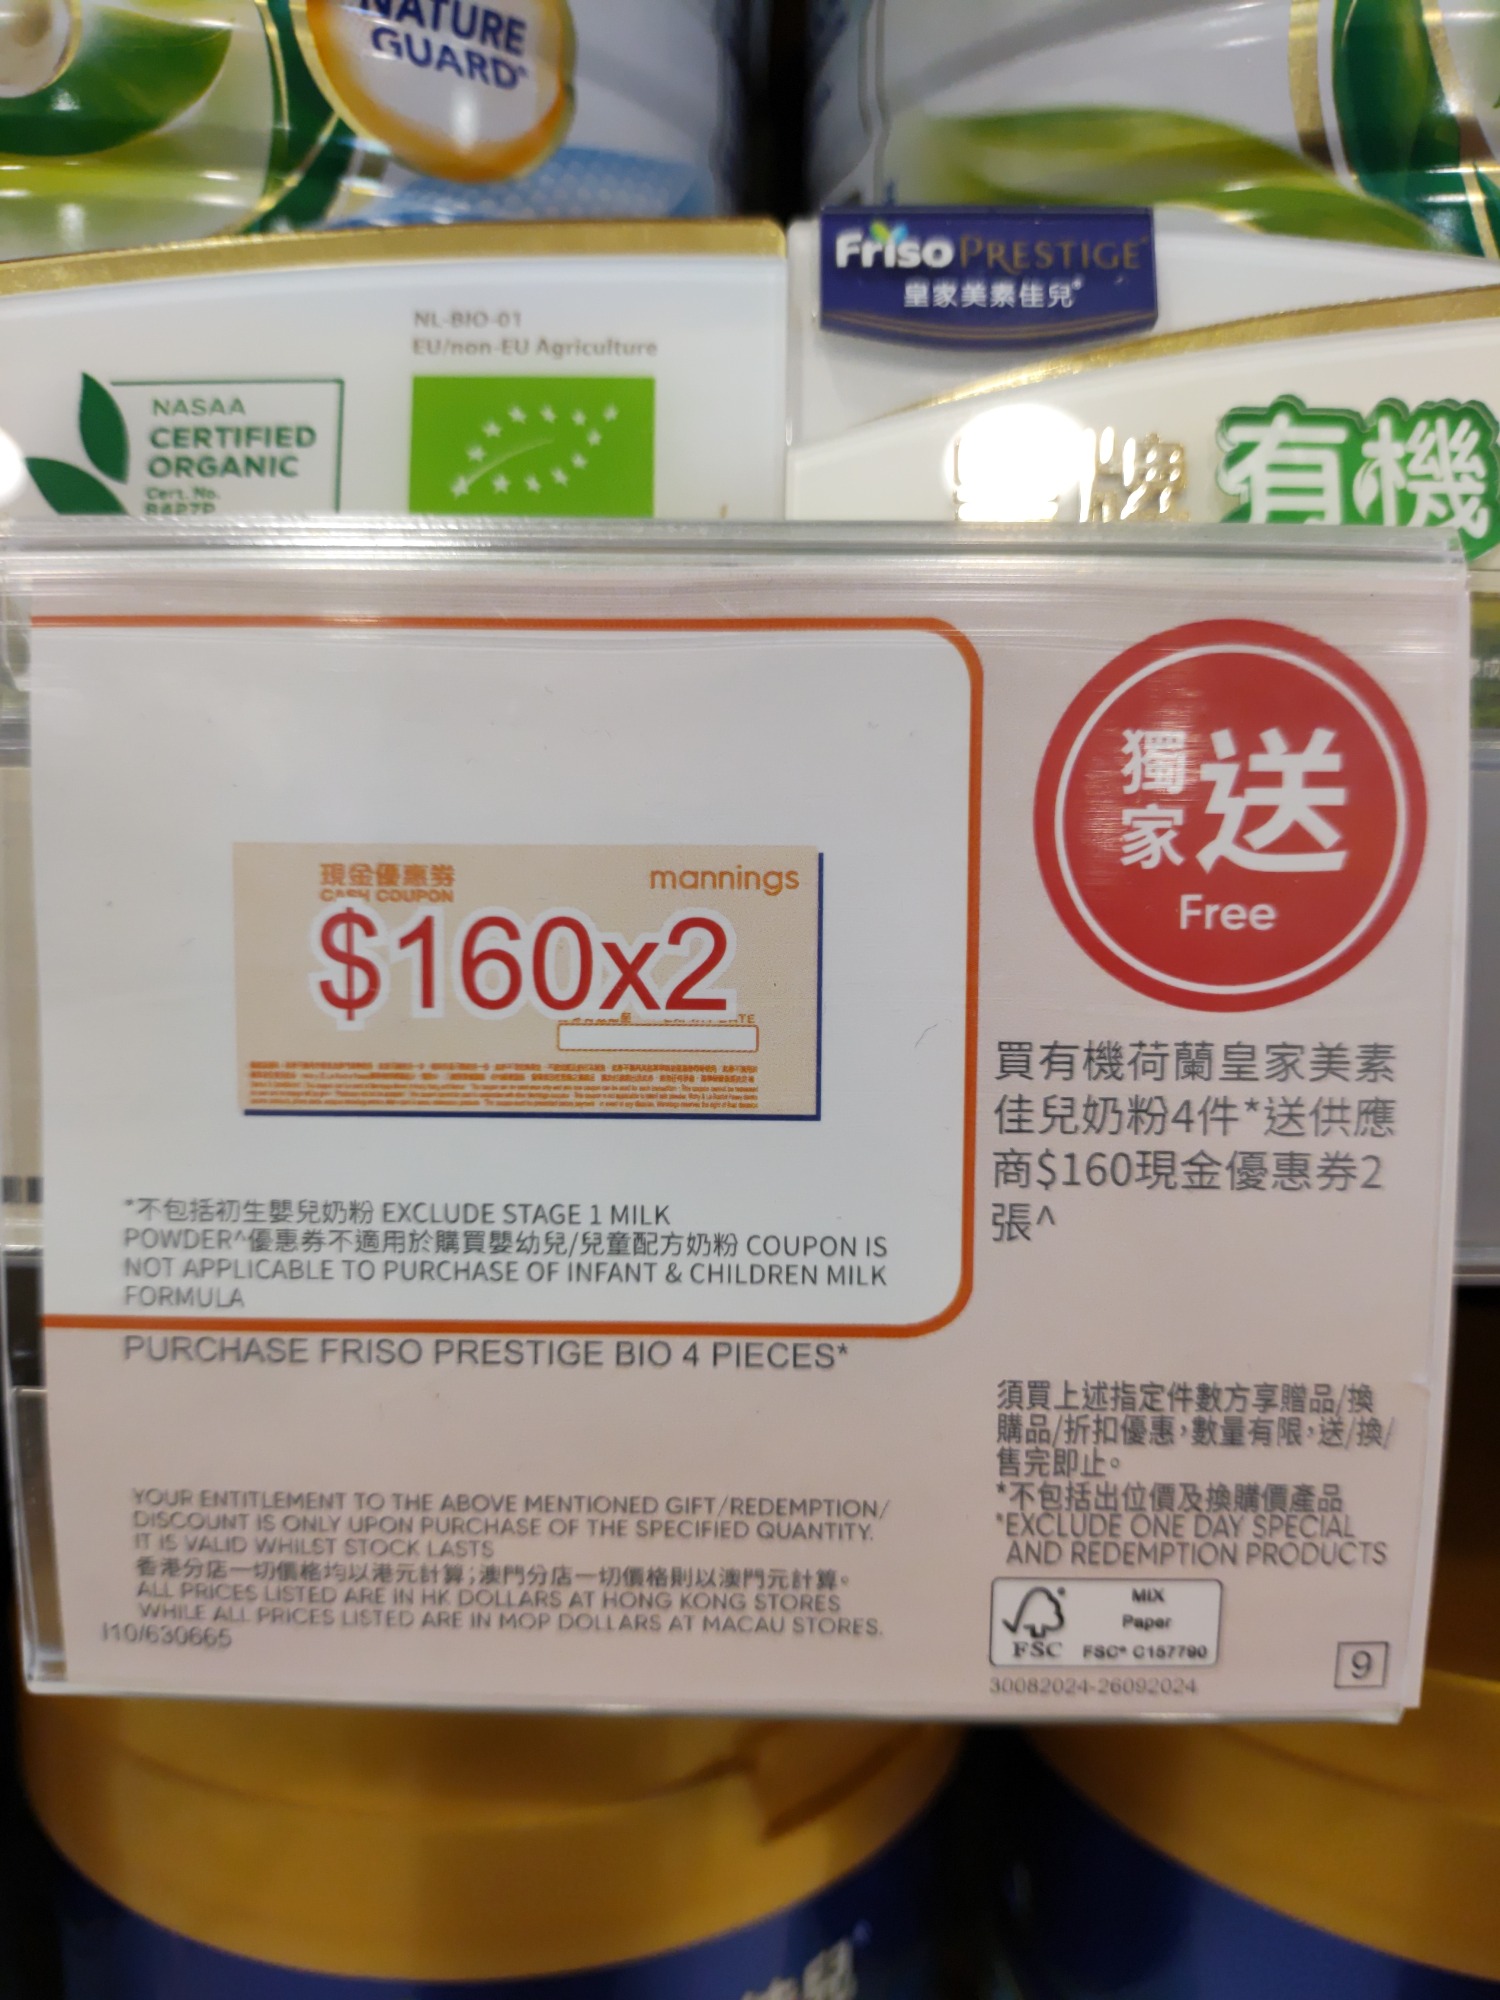 NATURE
GUARD®
Friso PRESTIGE
皇家美素佳兒®
NL-BIO-01
EU/non-EU Agriculture
NASAA
CERTIFIED
ORGANIC
Cert. No.
有機
獨家送
Free
現金優惠券
CASH COUPON
mannings
$160x2
買有機荷蘭皇家美素
佳兒奶粉4件*送供應
商$160現金優惠券2
張^
*不包括初生嬰兒奶粉 EXCLUDE STAGE 1 MILK
POWDER^優惠券不適用於購買嬰幼兒/兒童配方奶粉 COUPON IS
NOT APPLICABLE TO PURCHASE OF INFANT & CHILDREN MILK
FORMULA
PURCHASE FRISO PRESTIGE BIO 4 PIECES*
須買上述指定件數方享贈品/換
購品/折扣優惠，數量有限，送/換/
售完即止。
*不包括出位價及換購價產品
*EXCLUDE ONE DAY SPECIAL
AND REDEMPTION PRODUCTS
YOUR ENTITLEMENT TO THE ABOVE MENTIONED GIFT/REDEMPTION/
DISCOUNT IS ONLY UPON PURCHASE OF THE SPECIFIED QUANTITY.
IT IS VALID WHILST STOCK LASTS
香港分店一切價格均以港元計算；澳門分店一切價格則以澳門元計算。
ALL PRICES LISTED ARE IN HK DOLLARS AT HONG KONG STORES
WHILE ALL PRICES LISTED ARE IN MOP DOLLARS AT MACAU STORES.
I10/630665
MIX
Paper
FSC
FSC® C157790
30082024-26092024
9